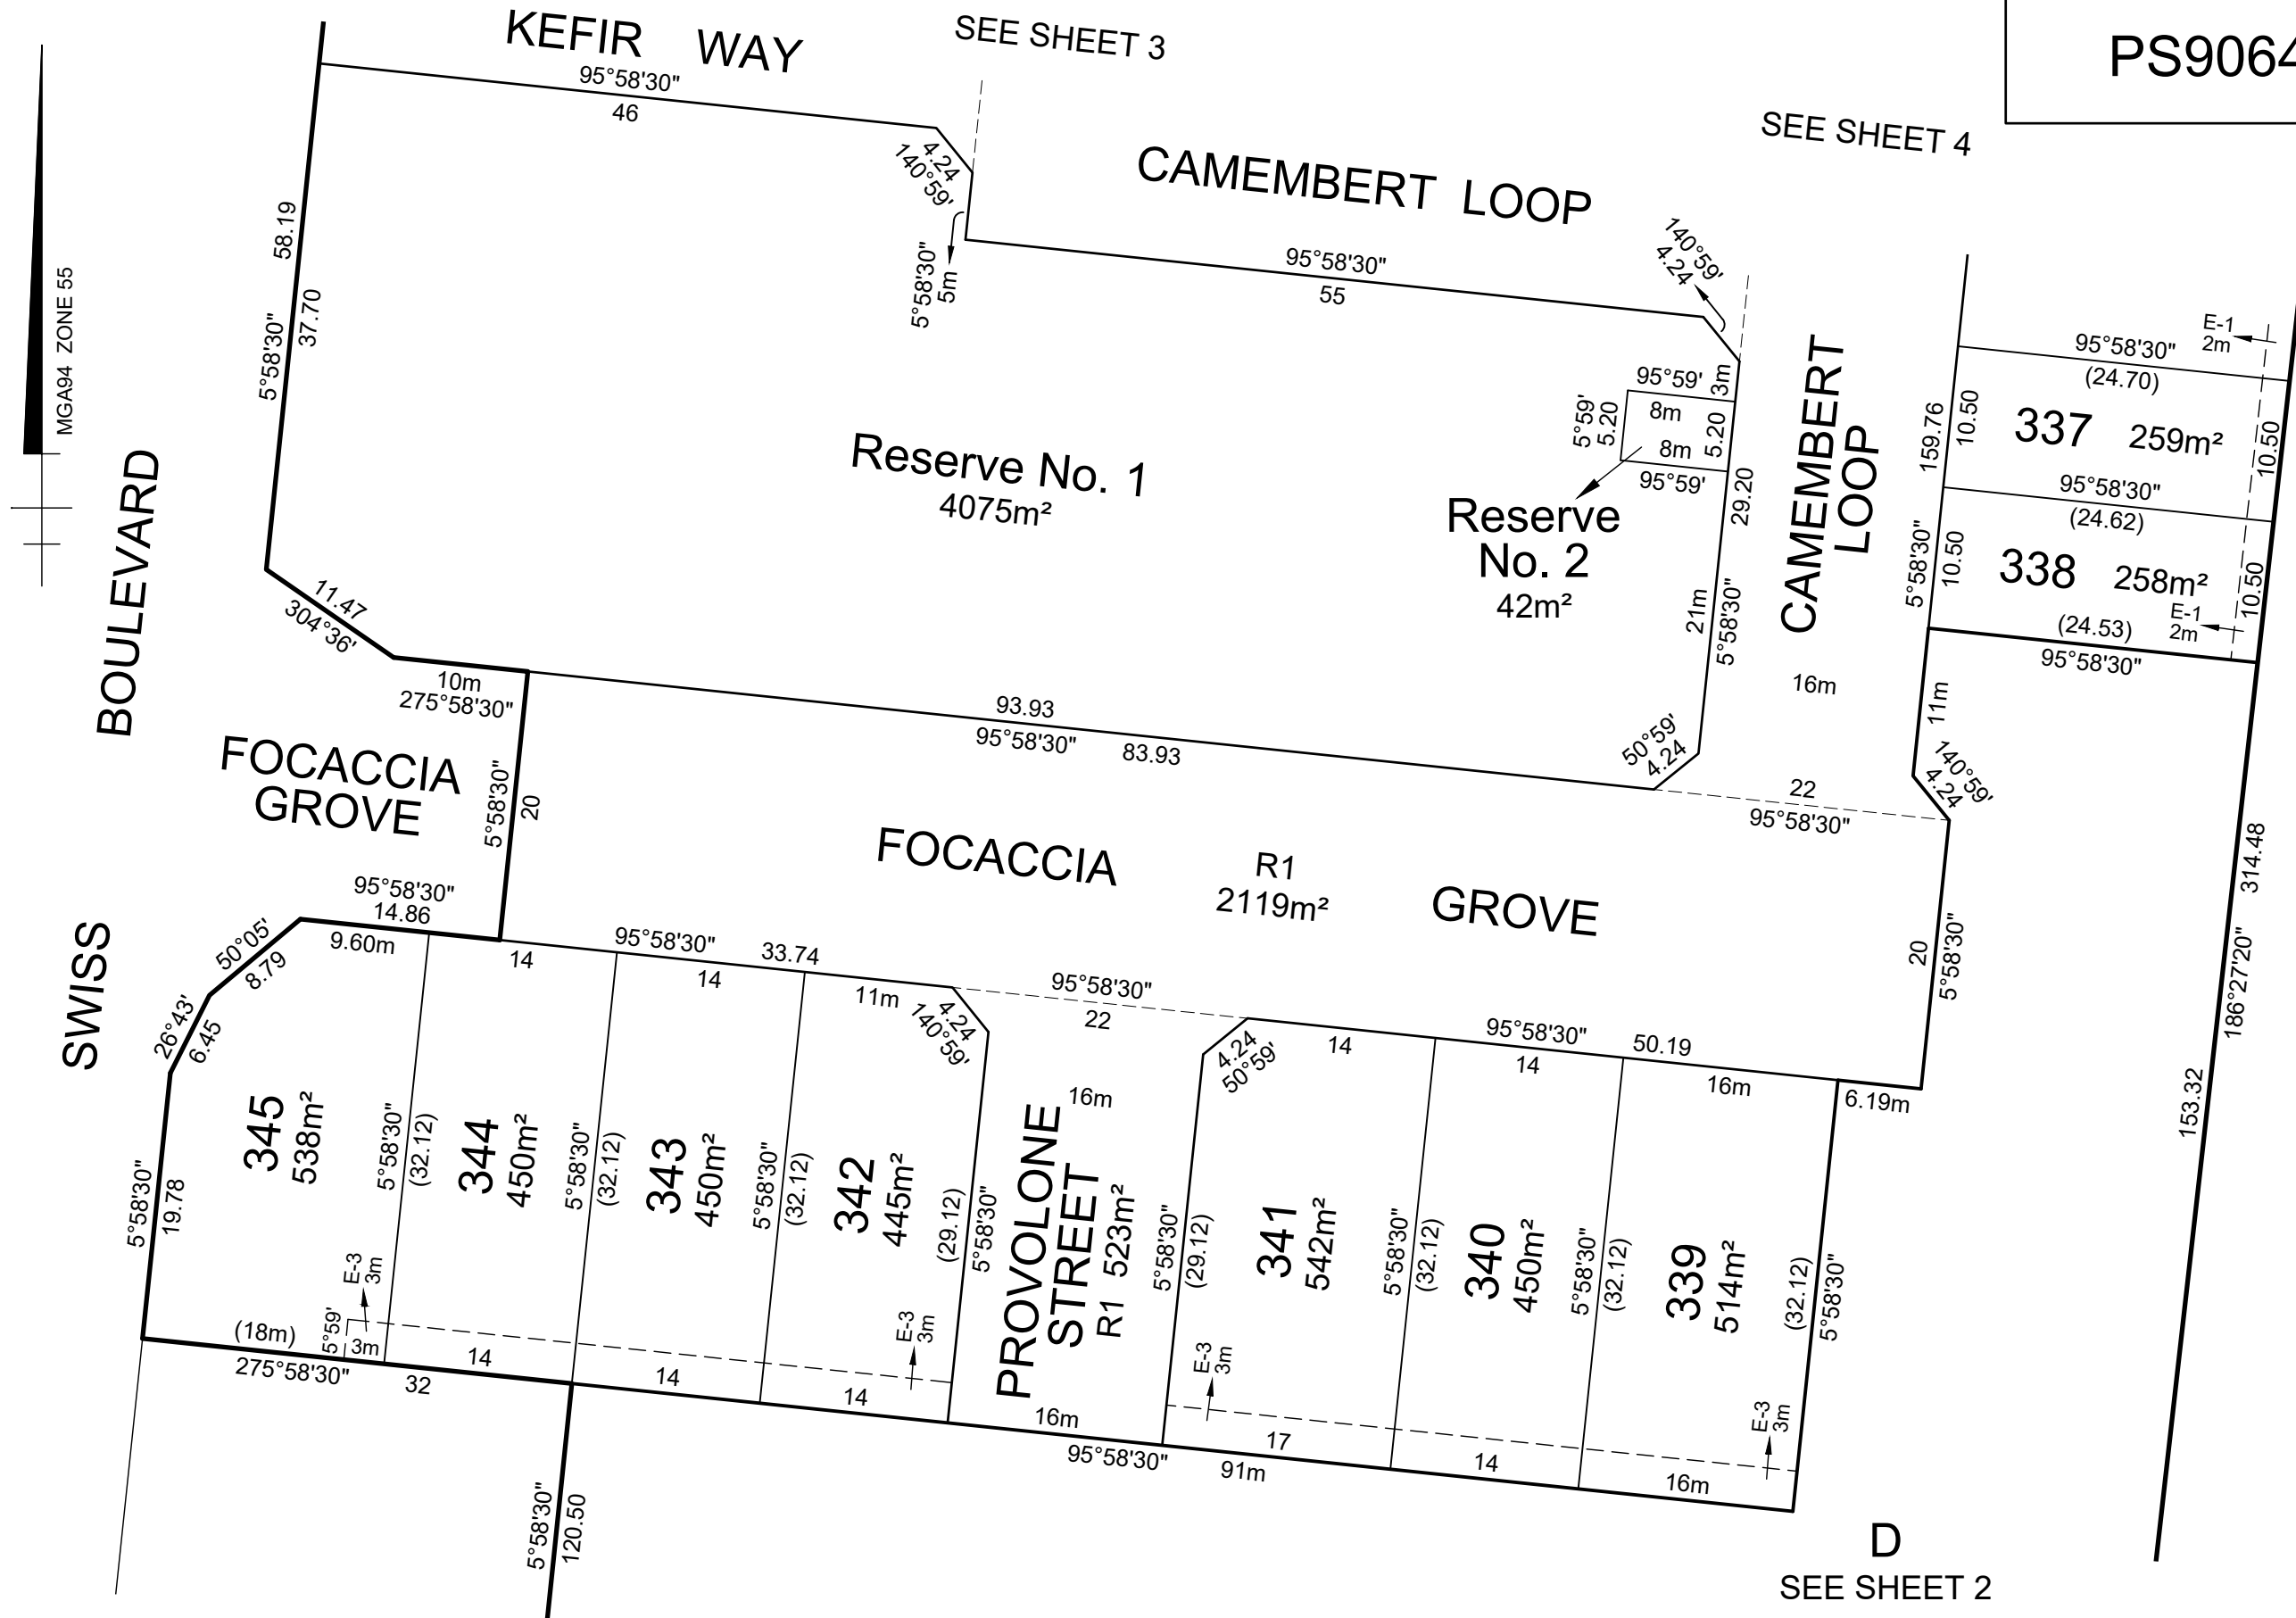 KEFIR WAY
SEE SHEET 3
PS9064
95°58'30"
46
4.24
140°59'
CAMEMBERT LOOP
SEE SHEET 4
MGA94 ZONE 55
58.19
5°58'30"
37.70
5°58'30"
5m
95°58'30"
55
140°59'
4.24
Reserve No. 1
4075m²
95°59'
3m
5°59'
5.20
8m
5.20
8m
95°59'
Reserve
No. 2
42m²
29.20
21m
5°58'30"
CAMEMBERT
LOOP
16m
159.76
5°58'30"
10.50
95°58'30"
(24.70)
E-1
2m
337
259m²
10.50
95°58'30"
(24.62)
10.50
338
258m²
10.50
E-1
2m
(24.53)
95°58'30"
11m
140°59'
4.24
BOULEVARD
11.47
304°36'
10m
275°58'30"
93.93
95°58'30"
83.93
50°59'
4.24
22
95°58'30"
FOCACCIA
GROVE
5°58'30"
20
FOCACCIA
R1
2119m²
GROVE
20
5°58'30"
314.48
186°27'20"
153.32
SWISS
95°58'30"
14.86
50°05'
8.79
9.60m
26°43'
6.45
14
95°58'30"
33.74
14
11m
4.24
140°59'
95°58'30"
22
4.24
50°59'
14
95°58'30"
50.19
14
16m
6.19m
5°58'30"
19.78
345
538m²
5°58'30"
(32.12)
344
450m²
5°58'30"
(32.12)
343
450m²
5°58'30"
(32.12)
342
445m²
(29.12)
5°58'30"
16m
PROVOLONE
STREET
R1 523m²
5°58'30"
(29.12)
341
542m²
5°58'30"
(32.12)
340
450m²
5°58'30"
(32.12)
339
514m²
(32.12)
5°58'30"
E-3
3m
(18m)
5°59'
3m
275°58'30"
32
14
14
14
E-3
3m
16m
95°58'30"
91m
E-3
3m
17
14
16m
E-3
3m
5°58'30"
120.50
D
SEE SHEET 2